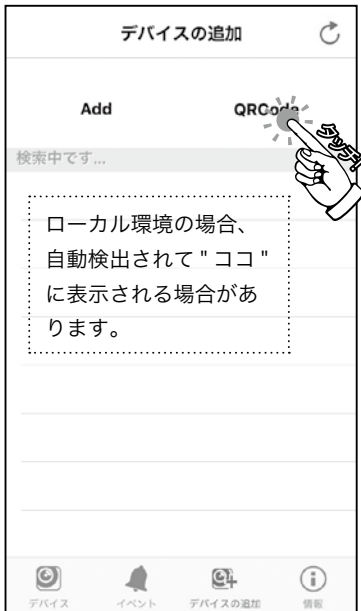 デバイスの追加
Add QRCode
タッチ!
検索中です...
ローカル環境の場合、
自動検出されて " ココ "
に表示される場合があ
ります。
デバイス イベント デバイスの追加 情報